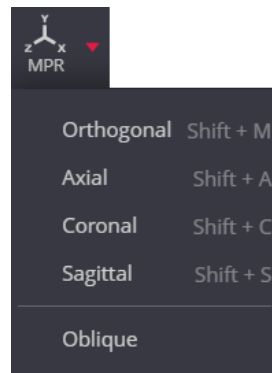 Y
Z X
MPR
Orthogonal Shift + M
Axial Shift + A
Coronal Shift + C
Sagittal Shift + S
Oblique